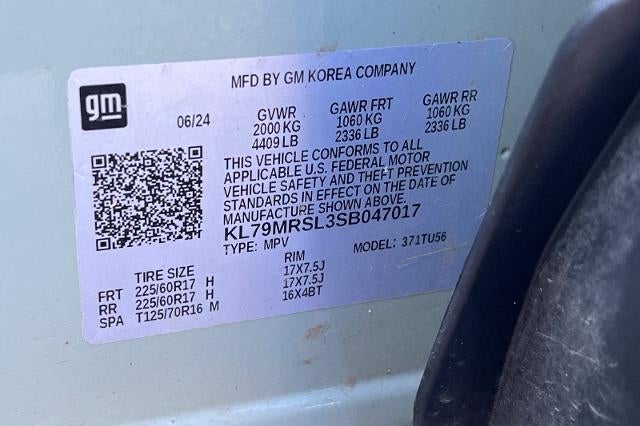 MFD BY GM KOREA COMPANY
gm
06/24 GVWR GAWR FRT GAWR RR
2000 KG 1060 KG 1060 KG
4409 LB 2336 LB 2336 LB
THIS VEHICLE CONFORMS TO ALL
APPLICABLE U.S. FEDERAL MOTOR
VEHICLE SAFETY AND THEFT PREVENTION
STANDARDS IN EFFECT ON THE DATE OF
MANUFACTURE SHOWN ABOVE.
KL79MRSL3SB047017
TYPE: MPV MODEL: 371TU56
TIRE SIZE RIM
FRT 225/60R17 H 17X7.5J
RR 225/60R17 H 17X7.5J
SPA T125/70R16 M 16X4BT